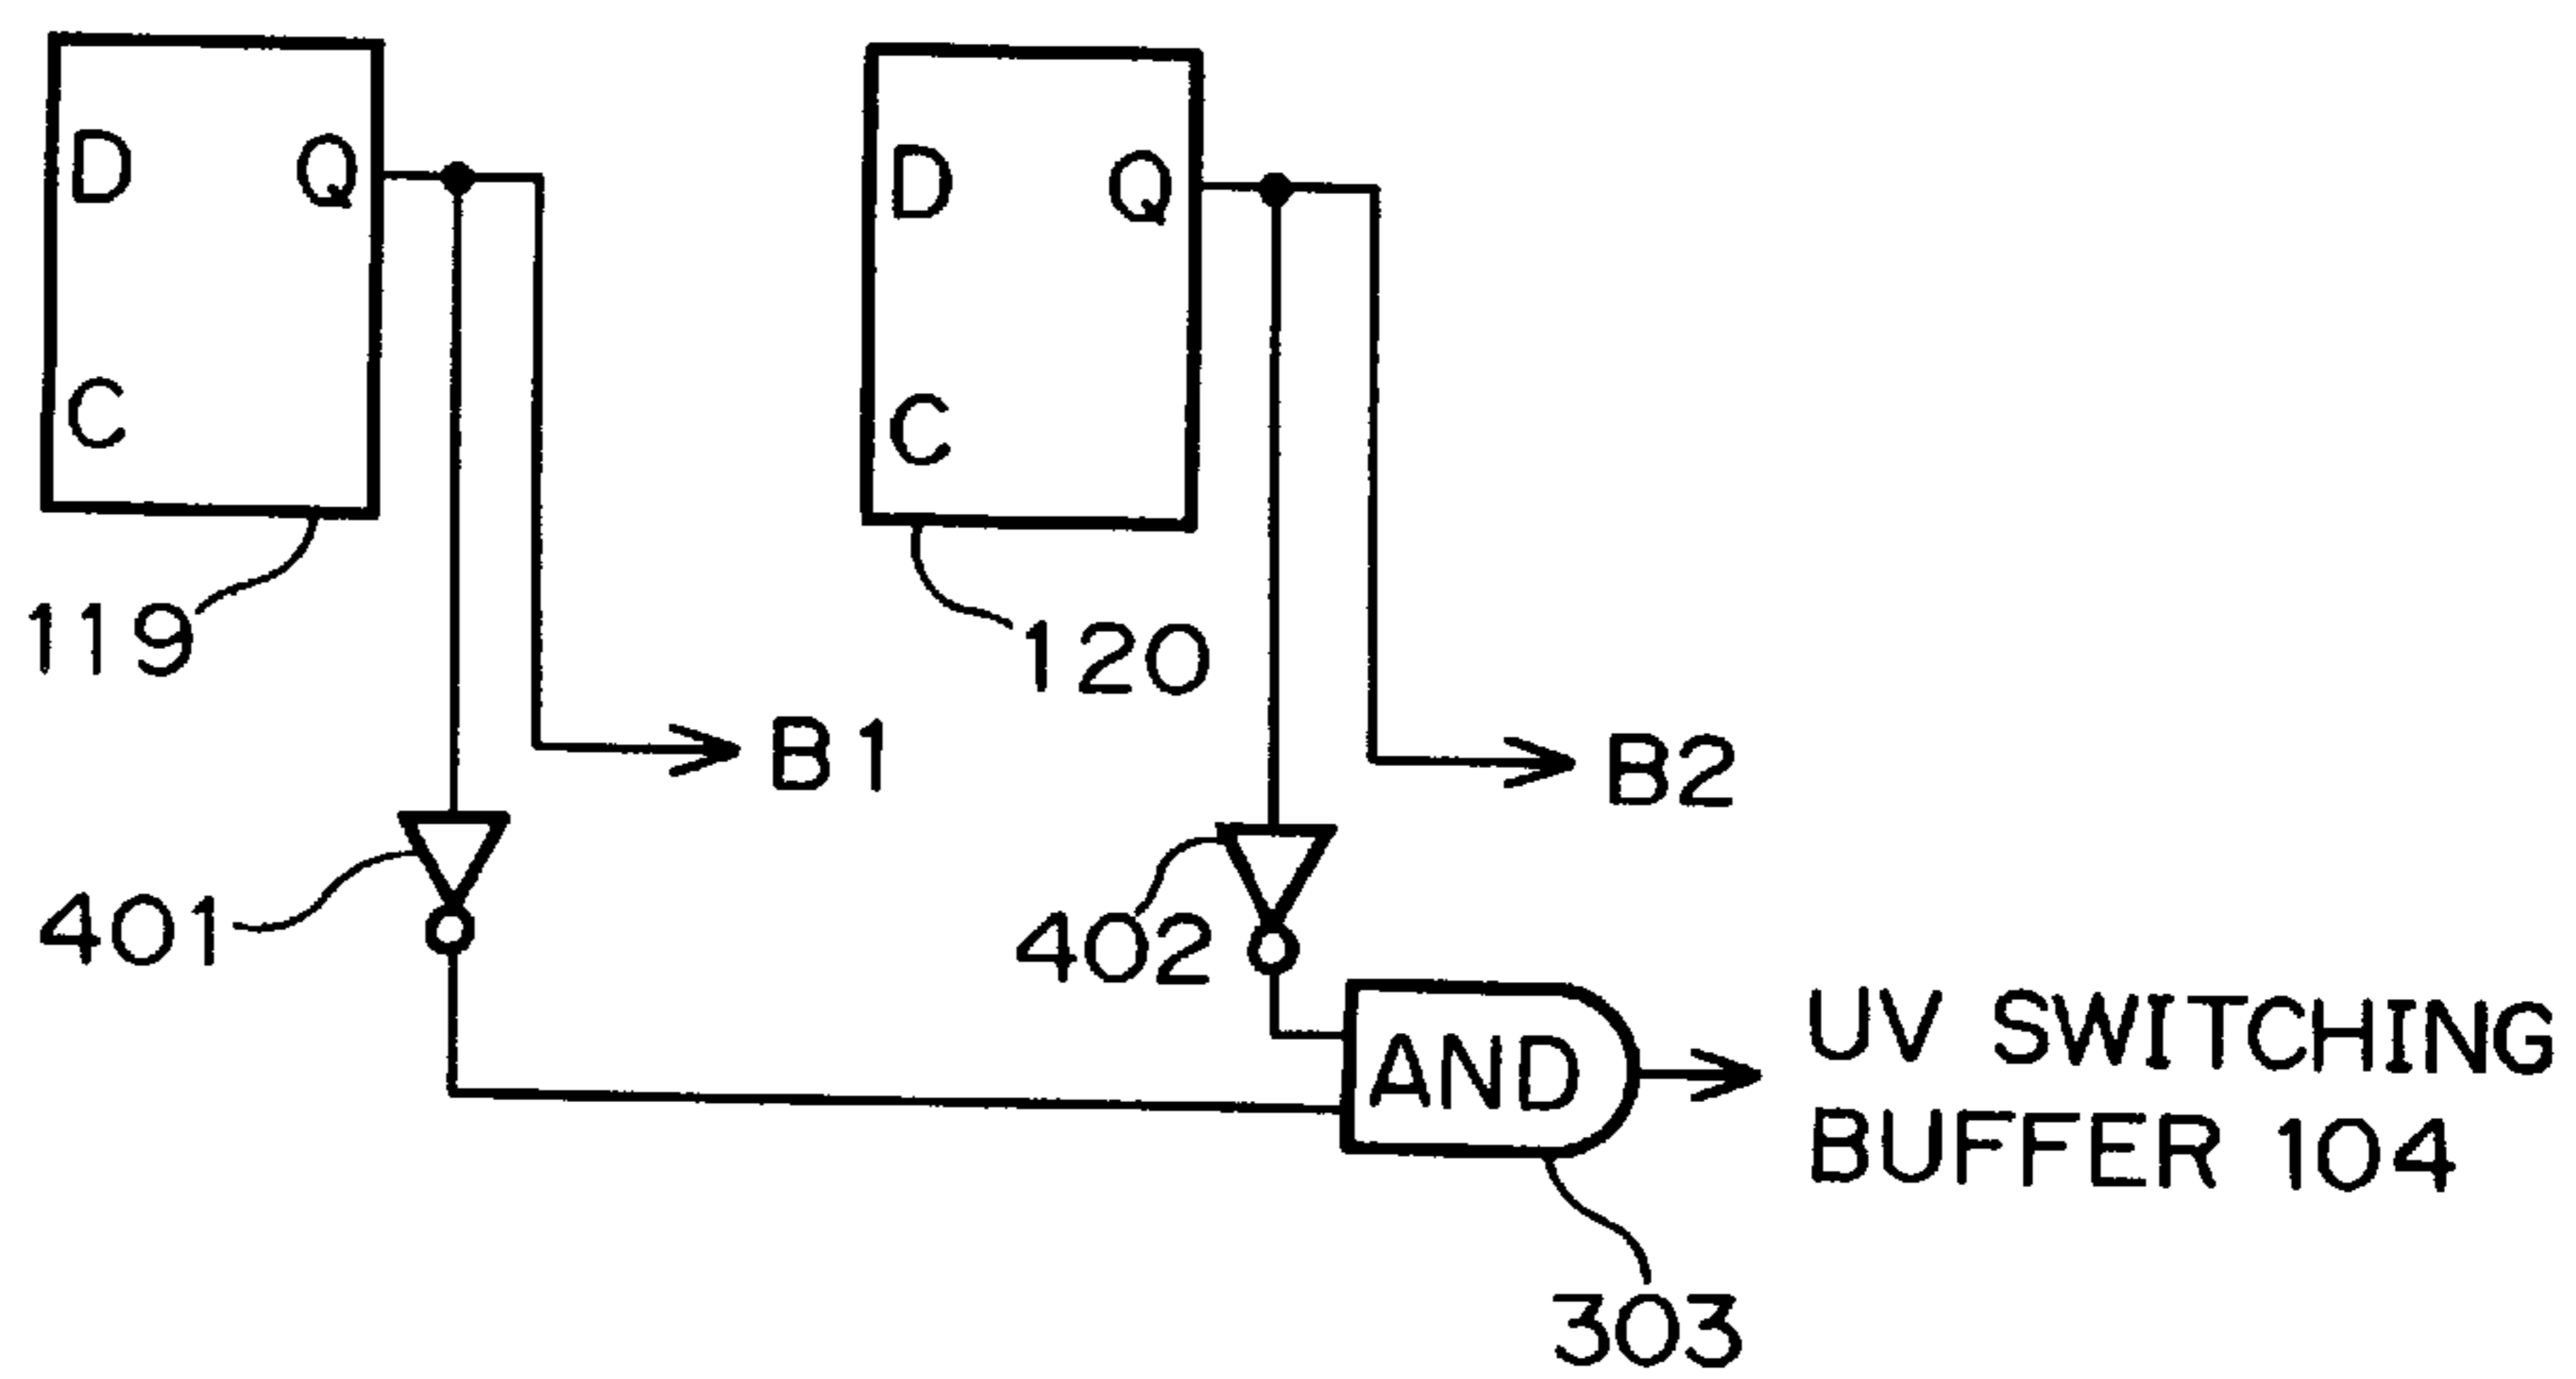 D Q
C
119
D Q
C
120
B1
B2
401
402
AND
UV SWITCHING
BUFFER 104
303